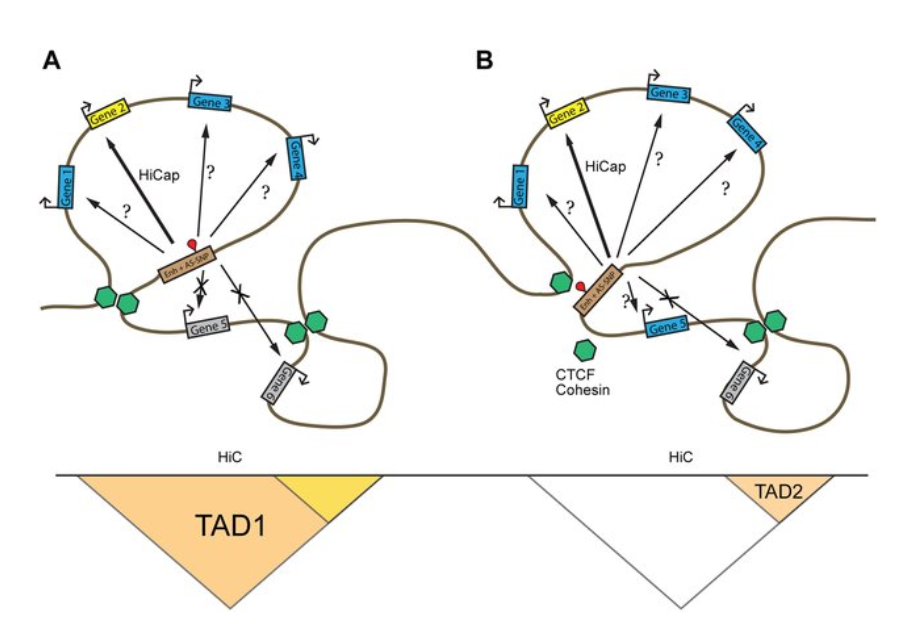 A
B
Gene 2
Gene 3
Gene 1
Gene 4
HiCap
?
?
?
Enh + AS-SNP
Gene 5
Gene 6
Gene 2
Gene 3
Gene 1
Gene 4
HiCap
?
?
?
?
Enh + AS-SNP
Gene 5
Gene 6
CTCF
Cohesin
HiC
HiC
TAD1
TAD2